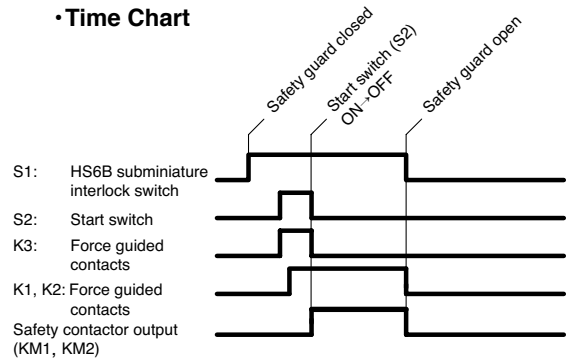 ・Time Chart
Safety guard closed
Start switch (S2)
ON→OFF
Safety guard open
S1: HS6B subminiature
interlock switch
S2: Start switch
K3: Force guided
contacts
K1, K2: Force guided
contacts
Safety contactor output
(KM1, KM2)